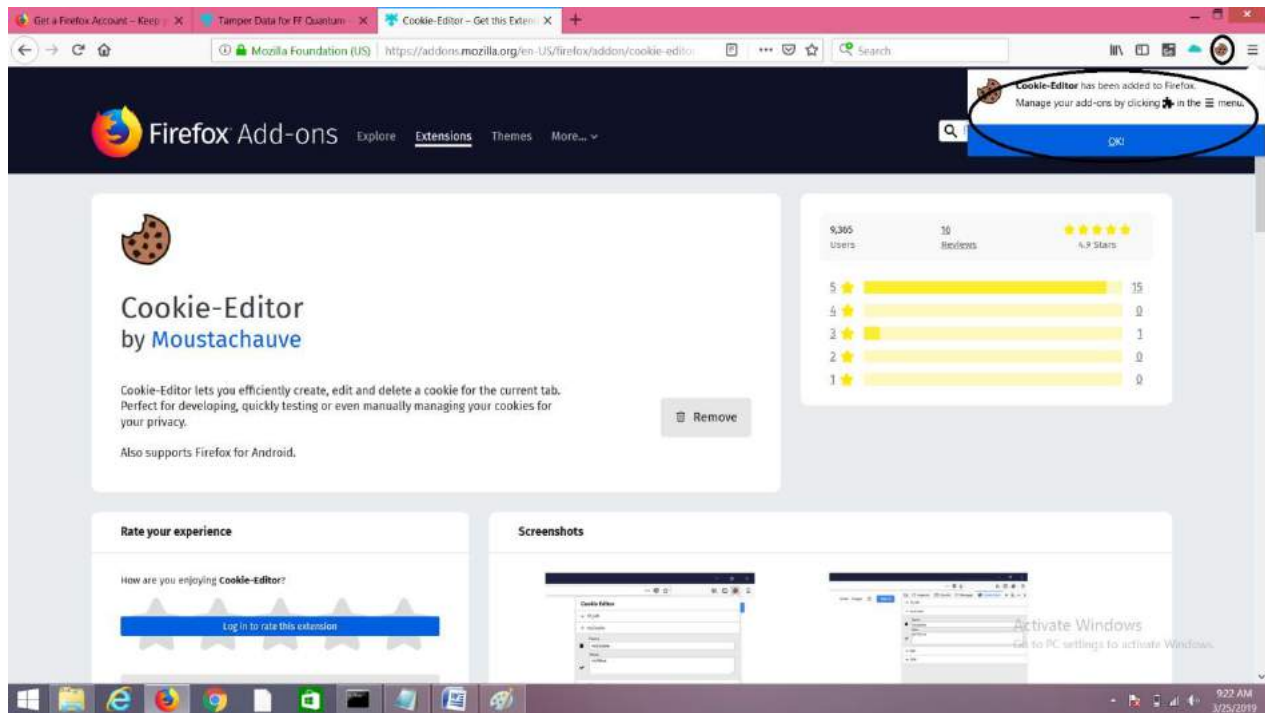 Get a Firefox Account – Keep y
Tamper Data for FF Quantum –
Cookie-Editor – Get this Extens
Mozilla Foundation (US) https://addons.mozilla.org/en-US/firefox/addon/cookie-editor
Search
Cookie-Editor has been added to Firefox.
Manage your add-ons by clicking in the menu.
OK!
Firefox Add-ons Explore Extensions Themes More...
Cookie-Editor
by Moustachauve
Cookie-Editor lets you efficiently create, edit and delete a cookie for the current tab.
Perfect for developing, quickly testing or even manually managing your cookies for
your privacy.
Also supports Firefox for Android.
Remove
9,365
Users
Reviews
4.9 Stars
5 15
4 0
3 1
2 0
1 0
Rate your experience
How are you enjoying Cookie-Editor?
Log in to rate this extension
Screenshots
Cookie Editor
Activate Windows
Go to PC settings to activate Windows.
9:22 AM
3/25/2019